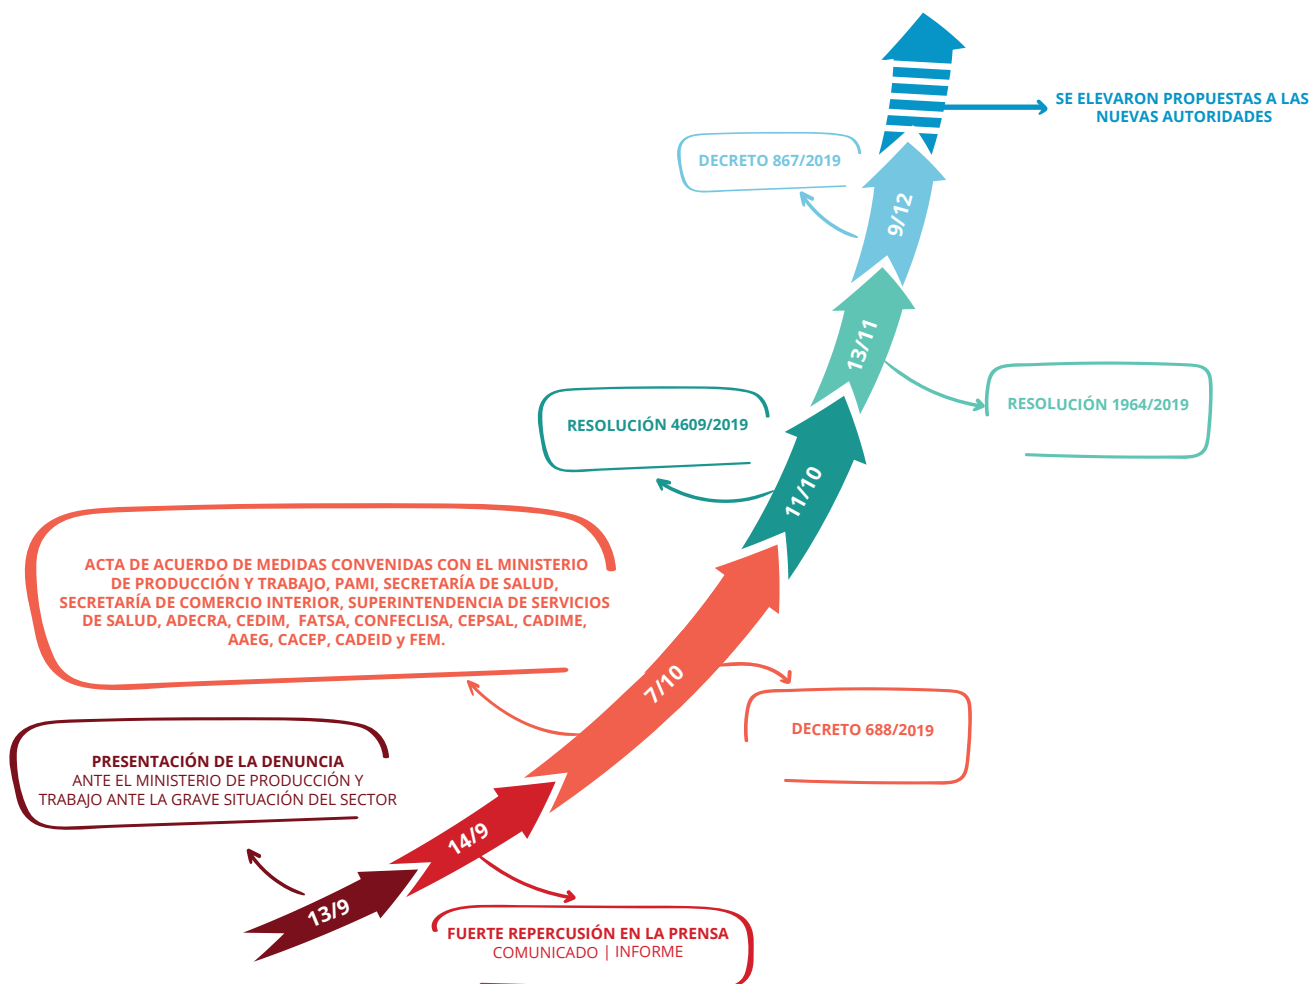 SE ELEVARON PROPUESTAS A LAS
NUEVAS AUTORIDADES
DECRETO 867/2019
9/12
13/11
RESOLUCIÓN 1964/2019
RESOLUCIÓN 4609/2019
11/10
ACTA DE ACUERDO DE MEDIDAS CONVENIDAS CON EL MINISTERIO
DE PRODUCCIÓN Y TRABAJO, PAMI, SECRETARÍA DE SALUD,
SECRETARÍA DE COMERCIO INTERIOR, SUPERINTENDENCIA DE SERVICIOS
DE SALUD, ADECRA, CEDIM, FATSA, CONFECLISA, CEPSAL, CADIME,
AAEG, CACEP, CADEID y FEM.
7/10
DECRETO 688/2019
PRESENTACIÓN DE LA DENUNCIA
ANTE EL MINISTERIO DE PRODUCCIÓN Y
TRABAJO ANTE LA GRAVE SITUACIÓN DEL SECTOR
14/9
13/9
FUERTE REPERCUSIÓN EN LA PRENSA
COMUNICADO | INFORME